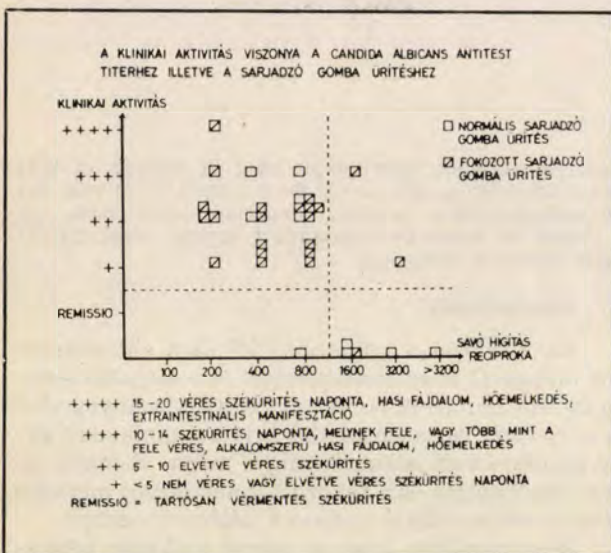 A KLINIKAI AKTIVITÁS VISZONYA A CANDIDA ALBICANS ANTITEST
TITERHEZ ILLETVE A SARJADZÓ GOMBA ÜRÍTÉSHEZ
KLINIKAI AKTIVITÁS
++++
+++
++
+
REMISSIO
□ NORMÁLIS SARJADZÓ
GOMBA ÜRÍTÉS
FOKOZOTT SARJADZÓ
GOMBA ÜRÍTÉS
SAVÓ HÍGÍTÁS
RECIPROKA
100 200 400 800 1600 3200 >3200
++++ 15-20 VÉRES SZÉKÜRÍTÉS NAPONTA, HASI FÁJDALOM, HŐEMELKEDÉS,
EXTRAINTESTINALIS MANIFESZTÁCIÓ
+++ 10-14 SZÉKÜRÍTÉS NAPONTA, MELYNEK FELE, VAGY TÖBB, MINT A
FELE VÉRES, ALKALOMSZERŰ HASI FÁJDALOM, HŐEMELKEDÉS
++ 5-10 ELVÉTVE VÉRES SZÉKÜRÍTÉS
+ <5 NEM VÉRES VAGY ELVÉTVE VÉRES SZÉKÜRÍTÉS NAPONTA
REMISSIO = TARTÓSAN VÉRMENTES SZÉKÜRÍTÉS